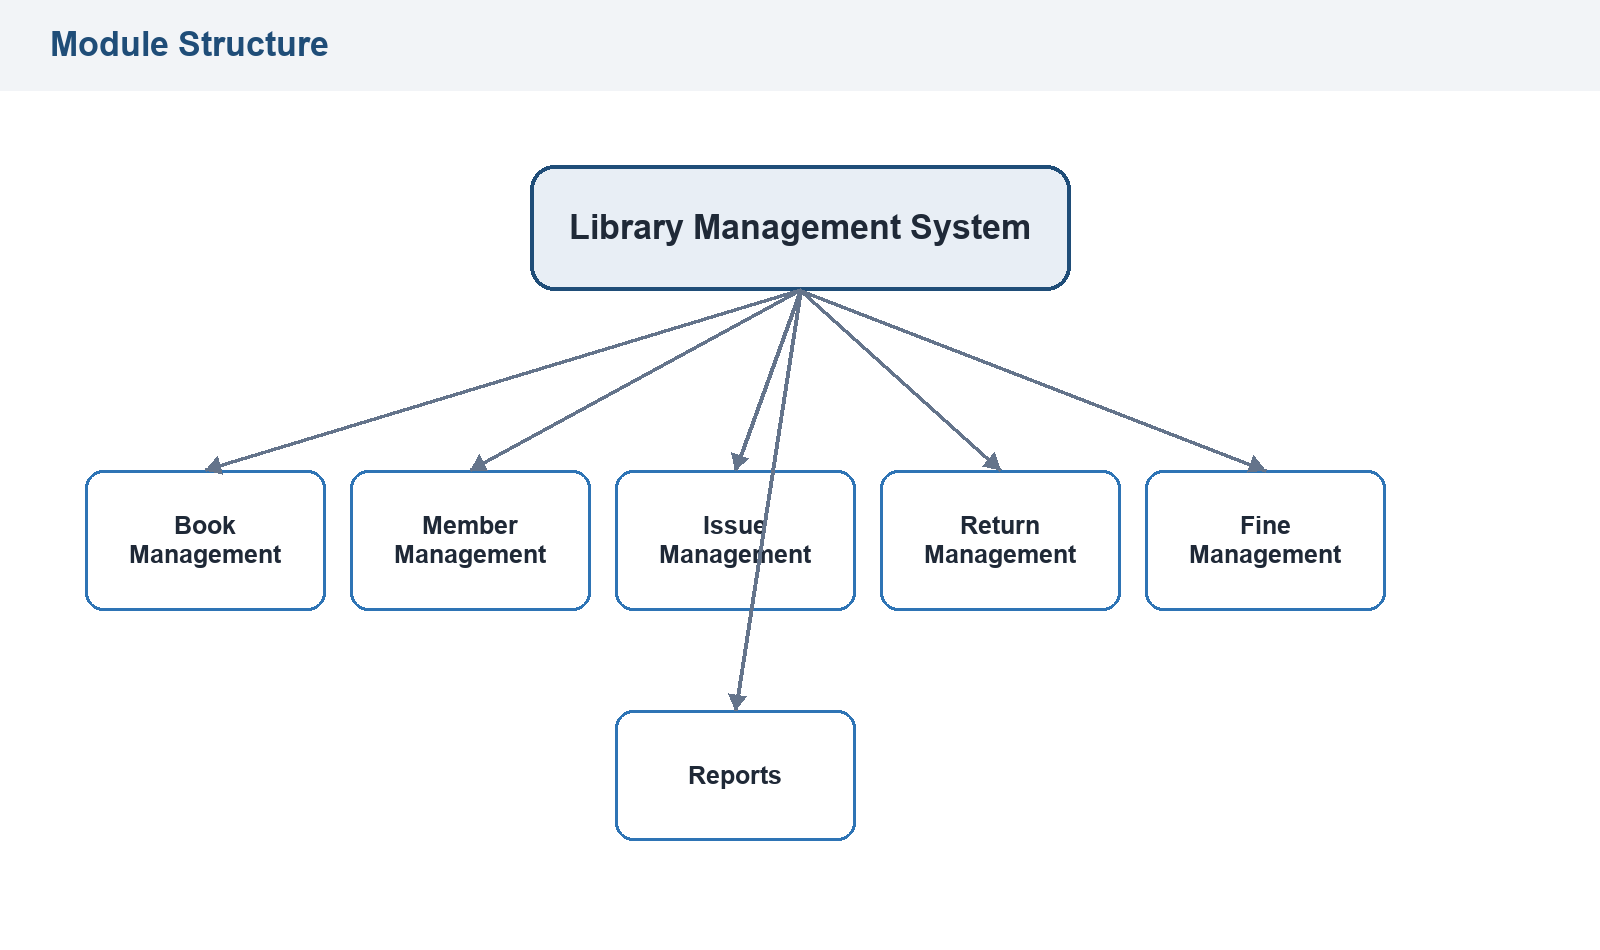 Module Structure
Library Management System
Book
Management
Member
Management
Issue
Management
Return
Management
Fine
Management
Reports